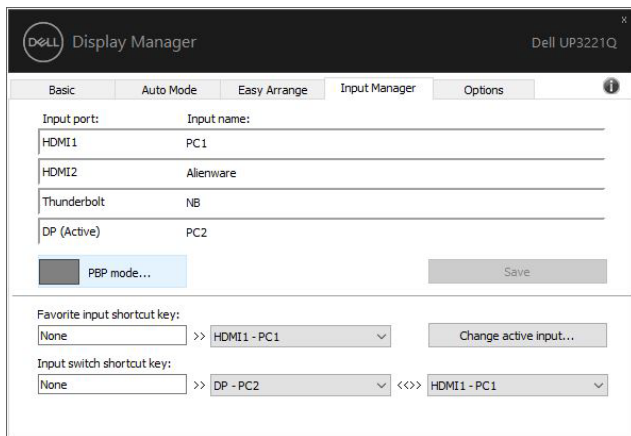 x
DELL Display Manager Dell UP3221Q
Basic Auto Mode Easy Arrange Input Manager Options i
Input port: Input name:
HDMI1 PC1
HDMI2 Alienware
Thunderbolt NB
DP (Active) PC2
PBP mode... Save
Favorite input shortcut key:
None >> HDMI1 - PC1 Change active input...
Input switch shortcut key:
None >> DP - PC2 <<>> HDMI1 - PC1